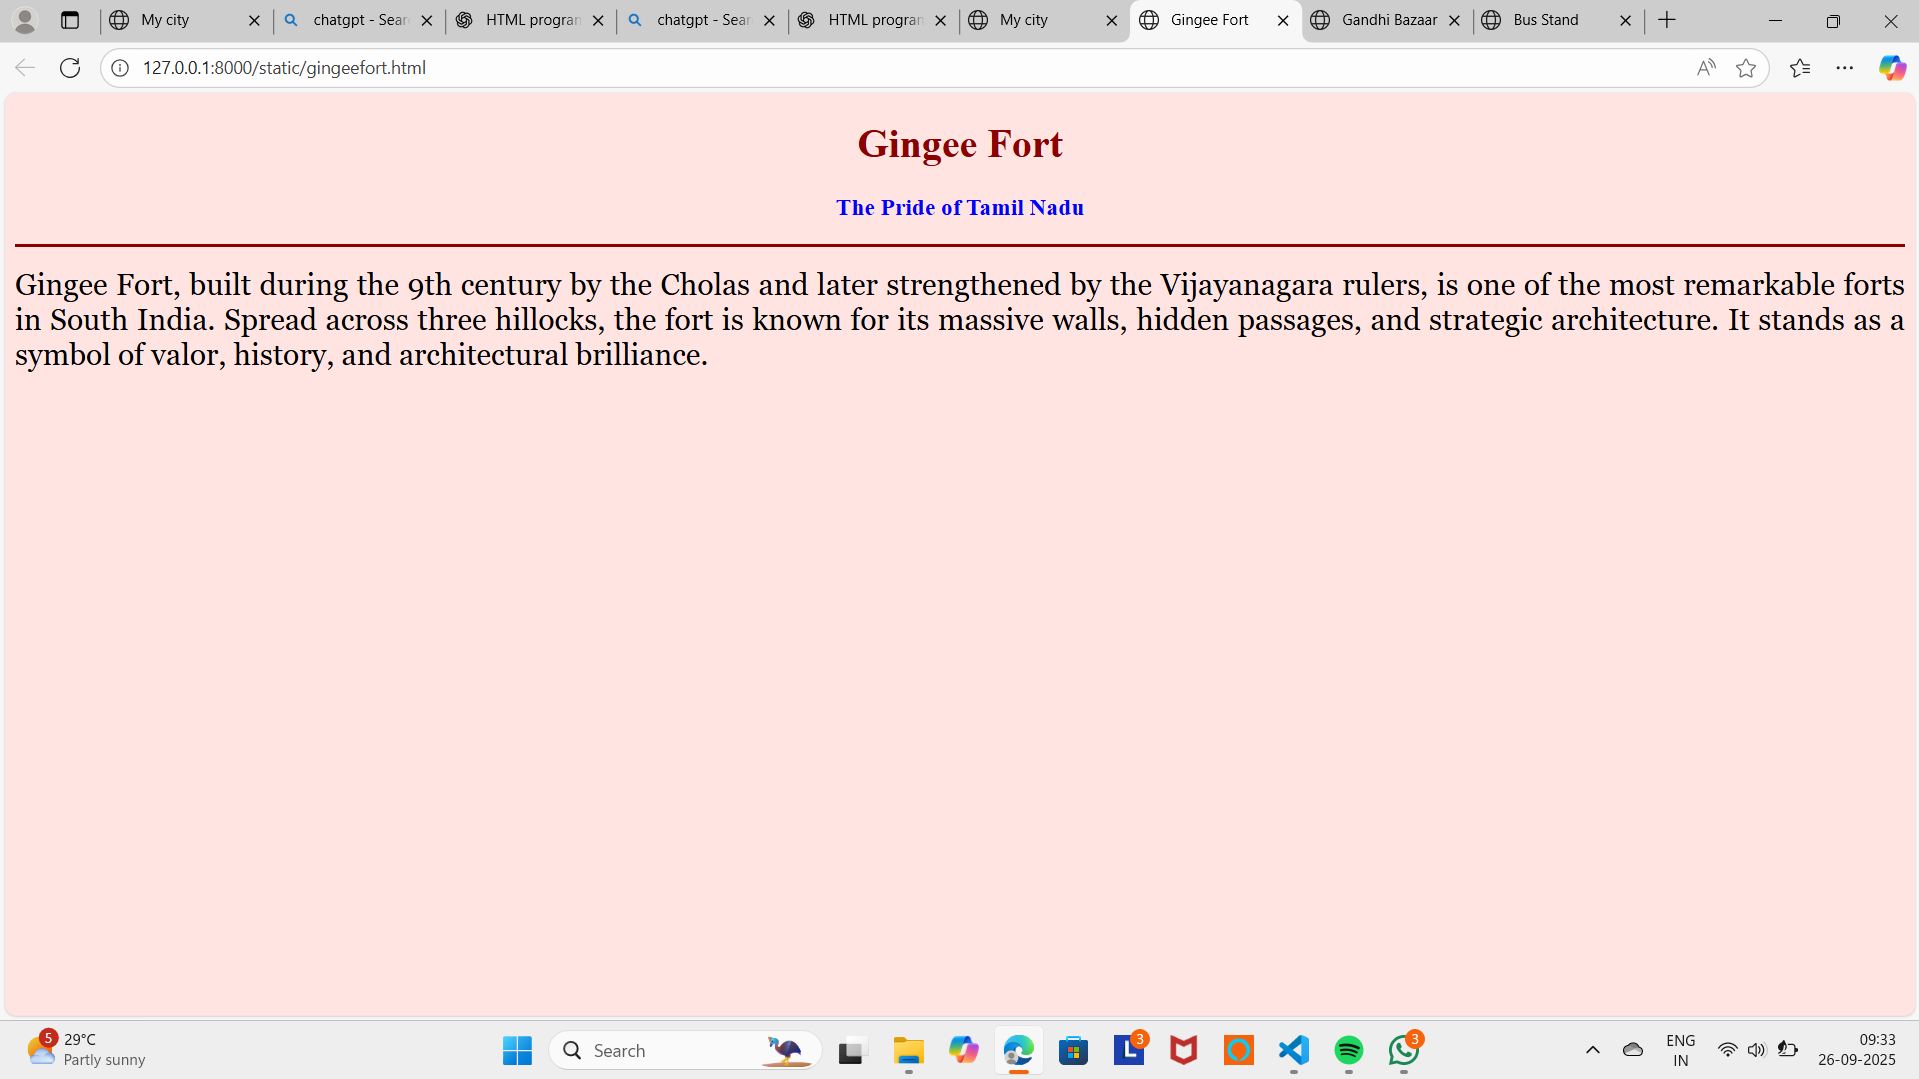 My city
chatgpt - Sear
HTML program
chatgpt - Sear
HTML program
My city
Gingee Fort
Gandhi Bazaar
Bus Stand
127.0.0.1:8000/static/gingeefort.html
Gingee Fort
The Pride of Tamil Nadu
Gingee Fort, built during the 9th century by the Cholas and later strengthened by the Vijayanagara rulers, is one of the most remarkable forts
in South India. Spread across three hillocks, the fort is known for its massive walls, hidden passages, and strategic architecture. It stands as a
symbol of valor, history, and architectural brilliance.
5
29°C
Partly sunny
Search
L
3
3
ENG
IN
09:33
26-09-2025